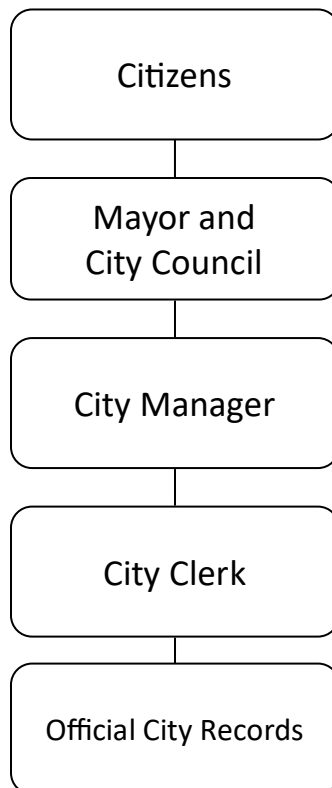 Citizens
Mayor and
City Council
City Manager
City Clerk
Official City Records